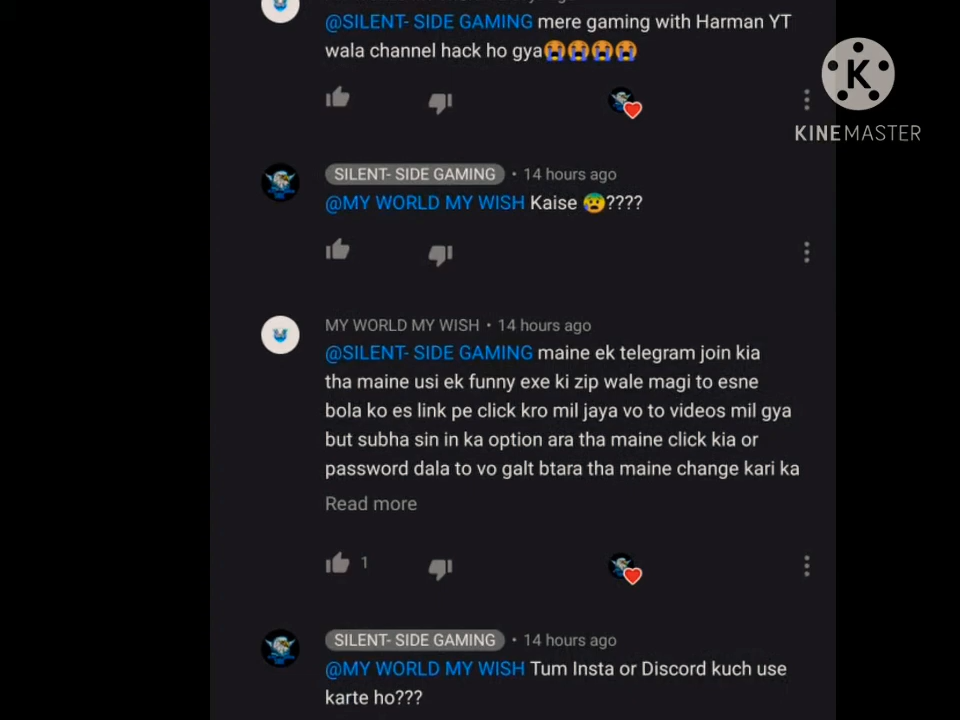 @SILENT- SIDE GAMING mere gaming with Harman YT
wala channel hack ho gya😭😭😭😭
KINEMASTER
SILENT- SIDE GAMING • 14 hours ago
@MY WORLD MY WISH Kaise 😰????
MY WORLD MY WISH • 14 hours ago
@SILENT- SIDE GAMING maine ek telegram join kia
tha maine usi ek funny exe ki zip wale magi to esne
bola ko es link pe click kro mil jaya vo to videos mil gya
but subha sin in ka option ara tha maine click kia or
password dala to vo galt btara tha maine change kari ka
Read more
1
SILENT- SIDE GAMING • 14 hours ago
@MY WORLD MY WISH Tum Insta or Discord kuch use
karte ho???